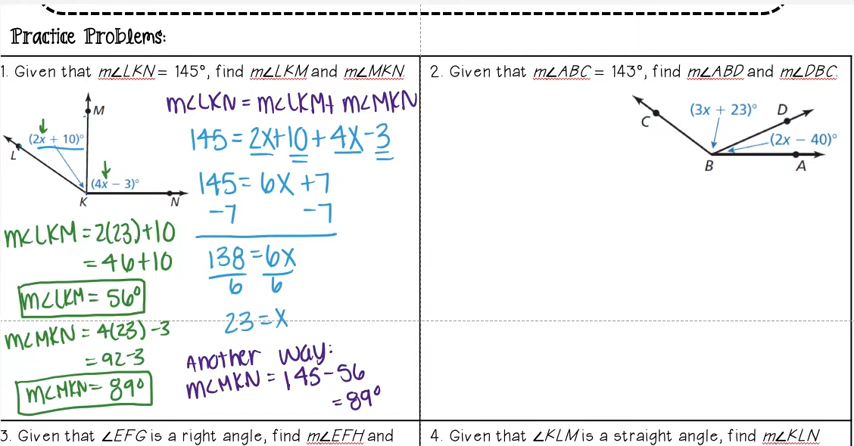 Practice Problems:
1. Given that m∠LKN = 145°, find m∠LKM and m∠MKN.
M
(2x + 10)°
L
(4x − 3)°
K
N
m∠LKN = m∠LKM + m∠MKN
145 = 2x + 10 + 4x - 3
145 = 6x + 7
-7 -7
138 = 6x
6 6
23 = x
m∠LKM = 2(23) + 10
= 46 + 10
m∠LKM = 56°
m∠MKN = 4(23) - 3
= 92 - 3
m∠MKN = 89°
Another way:
m∠MKN = 145 - 56
= 89°
2. Given that m∠ABC = 143°, find m∠ABD and m∠DBC.
(3x + 23)°
D
C
(2x − 40)°
B
A
3. Given that ∠EFG is a right angle, find m∠EFH and
4. Given that ∠KLM is a straight angle, find m∠KLN